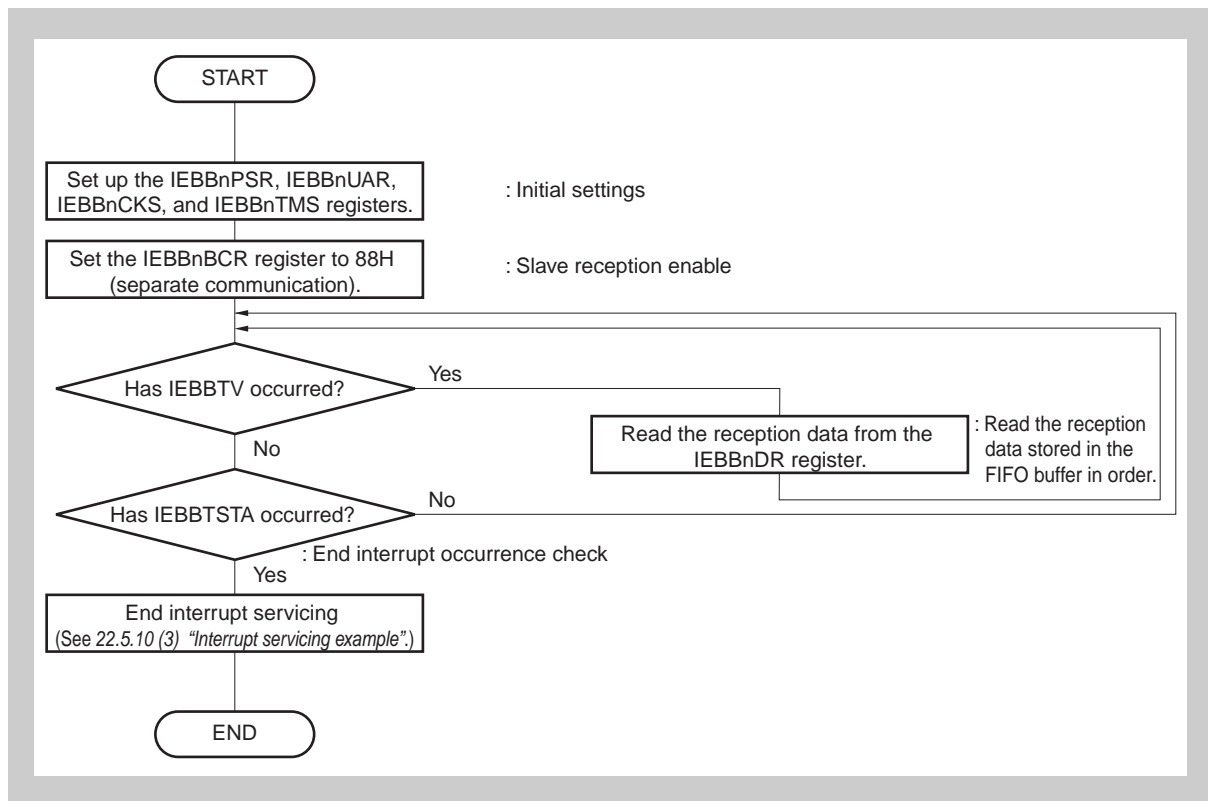 START
Set up the IEBBnPSR, IEBBnUAR,
IEBBnCKS, and IEBBnTMS registers.
: Initial settings
Set the IEBBnBCR register to 88H
(separate communication).
: Slave reception enable
Has IEBBTV occurred?
Yes
Read the reception data from the
IEBBnDR register.
: Read the reception
data stored in the
FIFO buffer in order.
No
Has IEBBTSTA occurred?
No
: End interrupt occurrence check
Yes
End interrupt servicing
(See 22.5.10 (3) “Interrupt servicing example”.)
END